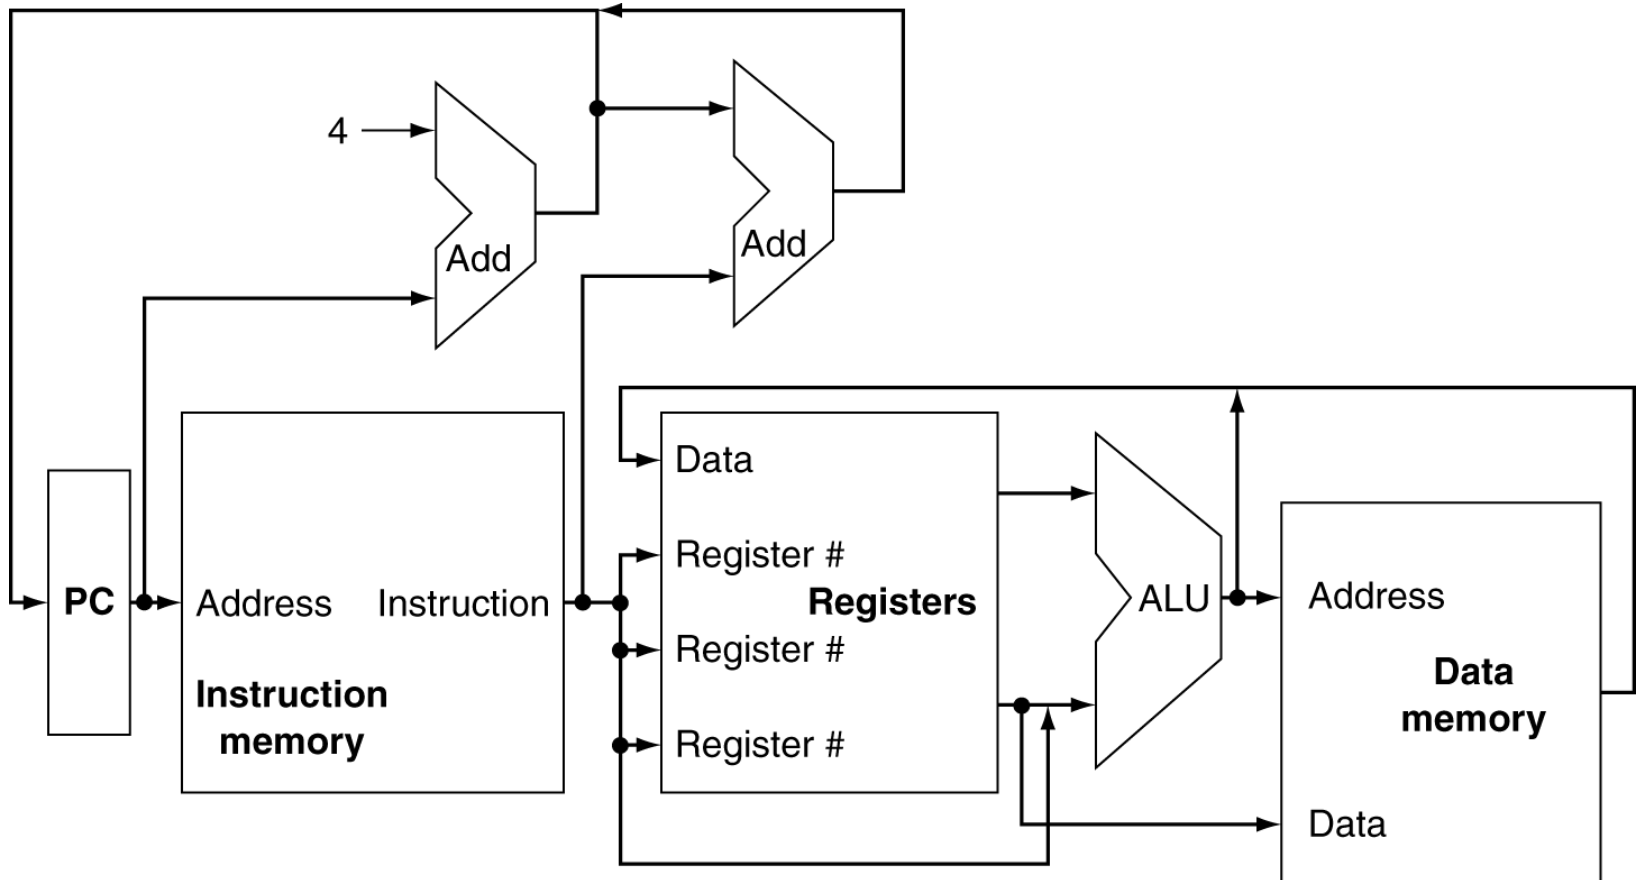 4
Add
Add
PC
Address
Instruction
Instruction
memory
Data
Register #
Registers
Register #
Register #
ALU
Address
Data
memory
Data